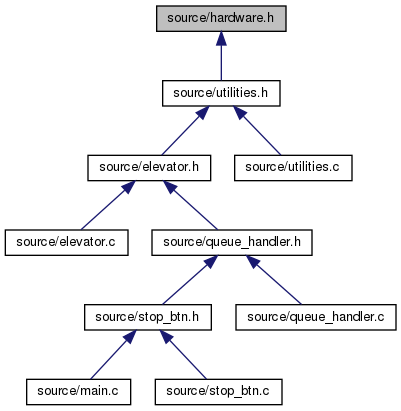 source/hardware.h
source/utilities.h
source/elevator.h
source/utilities.c
source/elevator.c
source/queue_handler.h
source/stop_btn.h
source/queue_handler.c
source/main.c
source/stop_btn.c